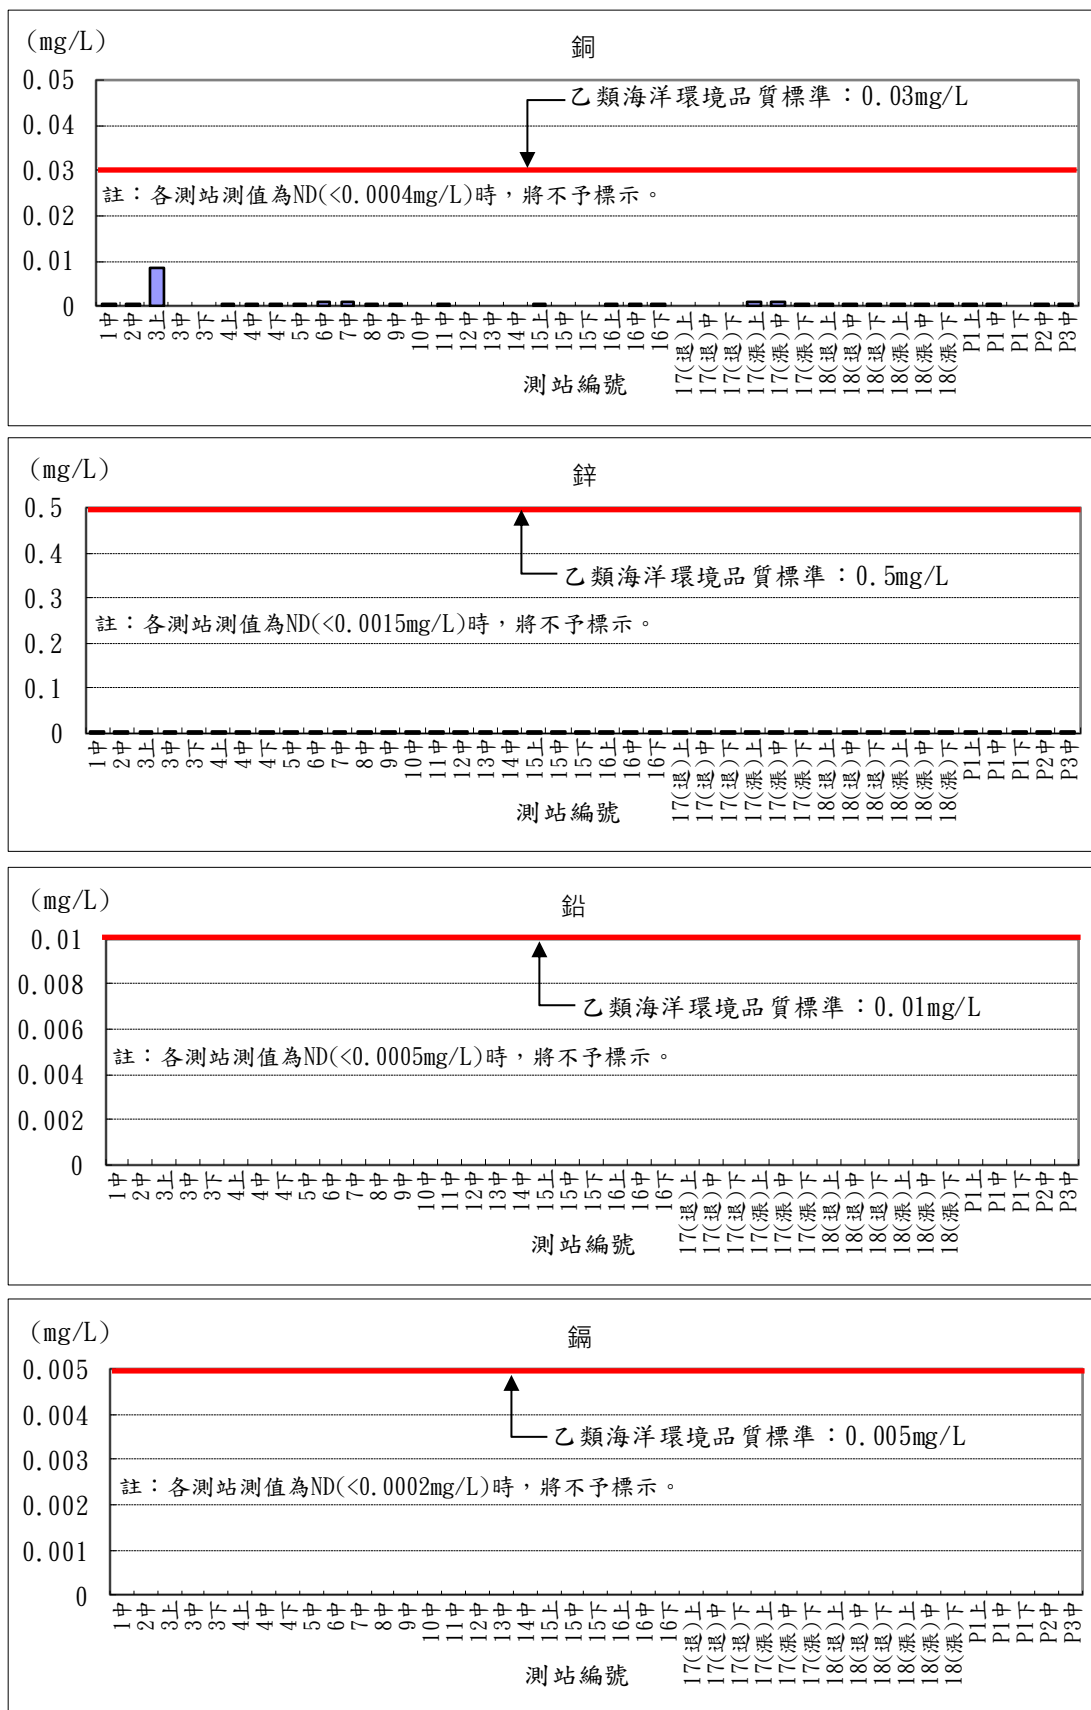 (mg/L)
銅
0.05
0.04
0.03
0.02
0.01
0
乙類海洋環境品質標準：0.03mg/L
註：各測站測值為ND(<0.0004mg/L)時，將不予標示。
1中 2中 3上 3中 3下 4上 4中 4下 5中 6中 7中 8中 9中 10中 11中 12中 13中 14中 15上 15中 15下 16上 16中 16下 17(退)上 17(退)中 17(退)下 17(漲)上 17(漲)中 17(漲)下 18(退)上 18(退)中 18(退)下 18(漲)上 18(漲)中 18(漲)下 P1上 P1中 P1下 P2中 P3中
測站編號
(mg/L)
鋅
0.5
0.4
0.3
0.2
0.1
0
乙類海洋環境品質標準：0.5mg/L
註：各測站測值為ND(<0.0015mg/L)時，將不予標示。
1中 2中 3上 3中 3下 4上 4中 4下 5中 6中 7中 8中 9中 10中 11中 12中 13中 14中 15上 15中 15下 16上 16中 16下 17(退)上 17(退)中 17(退)下 17(漲)上 17(漲)中 17(漲)下 18(退)上 18(退)中 18(退)下 18(漲)上 18(漲)中 18(漲)下 P1上 P1中 P1下 P2中 P3中
測站編號
(mg/L)
鉛
0.01
0.008
0.006
0.004
0.002
0
乙類海洋環境品質標準：0.01mg/L
註：各測站測值為ND(<0.0005mg/L)時，將不予標示。
1中 2中 3上 3中 3下 4上 4中 4下 5中 6中 7中 8中 9中 10中 11中 12中 13中 14中 15上 15中 15下 16上 16中 16下 17(退)上 17(退)中 17(退)下 17(漲)上 17(漲)中 17(漲)下 18(退)上 18(退)中 18(退)下 18(漲)上 18(漲)中 18(漲)下 P1上 P1中 P1下 P2中 P3中
測站編號
(mg/L)
鎘
0.005
0.004
0.003
0.002
0.001
0
乙類海洋環境品質標準：0.005mg/L
註：各測站測值為ND(<0.0002mg/L)時，將不予標示。
1中 2中 3上 3中 3下 4上 4中 4下 5中 6中 7中 8中 9中 10中 11中 12中 13中 14中 15上 15中 15下 16上 16中 16下 17(退)上 17(退)中 17(退)下 17(漲)上 17(漲)中 17(漲)下 18(退)上 18(退)中 18(退)下 18(漲)上 18(漲)中 18(漲)下 P1上 P1中 P1下 P2中 P3中
測站編號